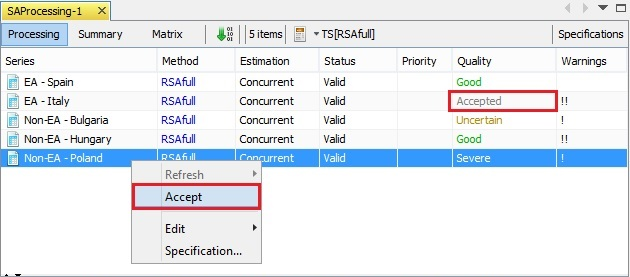 SAProcessing-1
Processing Summary Matrix 5 items TS[RSAfull] Specifications
Series Method Estimation Status Priority Quality Warnings
EA - Spain RSAfull Concurrent Valid Good
EA - Italy RSAfull Concurrent Valid Accepted !!
Non-EA - Bulgaria RSAfull Concurrent Valid Uncertain !
Non-EA - Hungary RSAfull Concurrent Valid Good !!
Non-EA - Poland RSAfull Concurrent Valid Severe !
Refresh
Accept
Edit
Specification...